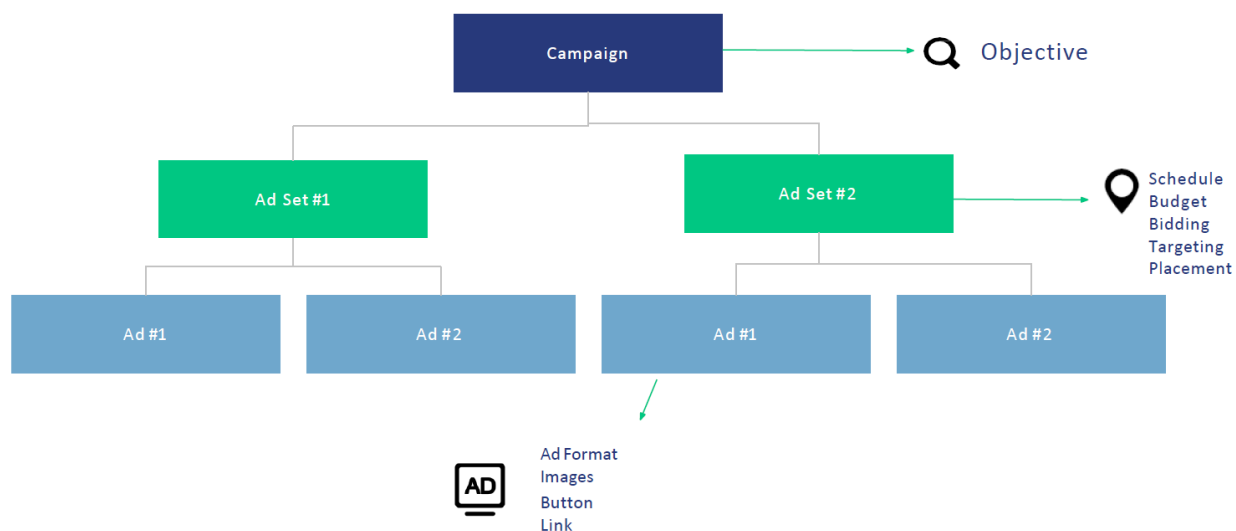 Campaign
Objective
Ad Set #1
Ad Set #2
Schedule
Budget
Bidding
Targeting
Placement
Ad #1
Ad #2
Ad #1
Ad #2
AD
Ad Format
Images
Button
Link